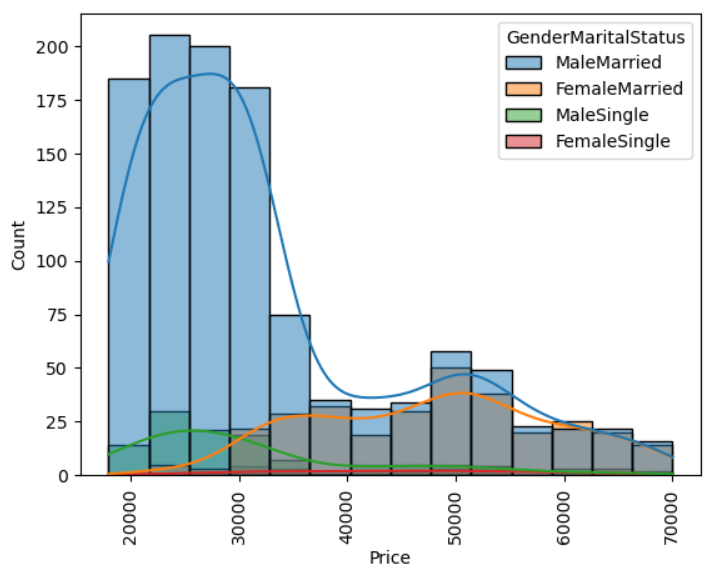 GenderMaritalStatus
MaleMarried
FemaleMarried
MaleSingle
FemaleSingle
200
175
150
125
100
75
50
25
0
Count
20000
30000
40000
50000
60000
70000
Price